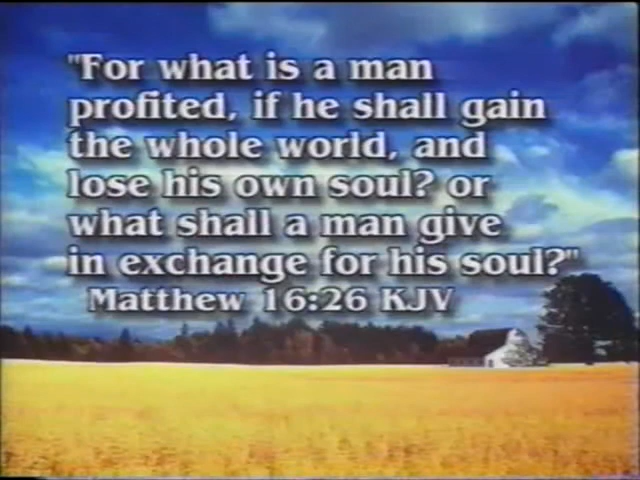 "For what is a man
profited, if he shall gain
the whole world, and
lose his own soul? or
what shall a man give
in exchange for his soul?"
Matthew 16:26 KJV